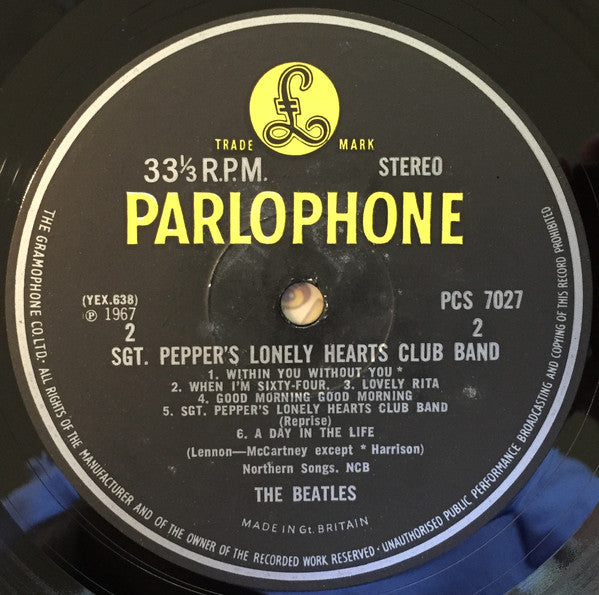 TRADE MARK
33⅓ R.P.M. STEREO
PARLOPHONE
(YEX.638)
℗ 1967 PCS 7027
2 2
SGT. PEPPER'S LONELY HEARTS CLUB BAND
1. WITHIN YOU WITHOUT YOU *
2. WHEN I'M SIXTY-FOUR. 3. LOVELY RITA
4. GOOD MORNING GOOD MORNING
5. SGT. PEPPER'S LONELY HEARTS CLUB BAND
(Reprise)
6. A DAY IN THE LIFE
(Lennon—McCartney except * Harrison)
Northern Songs. NCB
THE BEATLES
MADE IN Gt. BRITAIN
THE GRAMOPHONE CO. LTD. · ALL RIGHTS OF THE MANUFACTURER AND OF THE OWNER OF THE RECORDED WORK RESERVED · UNAUTHORISED PUBLIC PERFORMANCE BROADCASTING AND COPYING OF THIS RECORD PROHIBITED